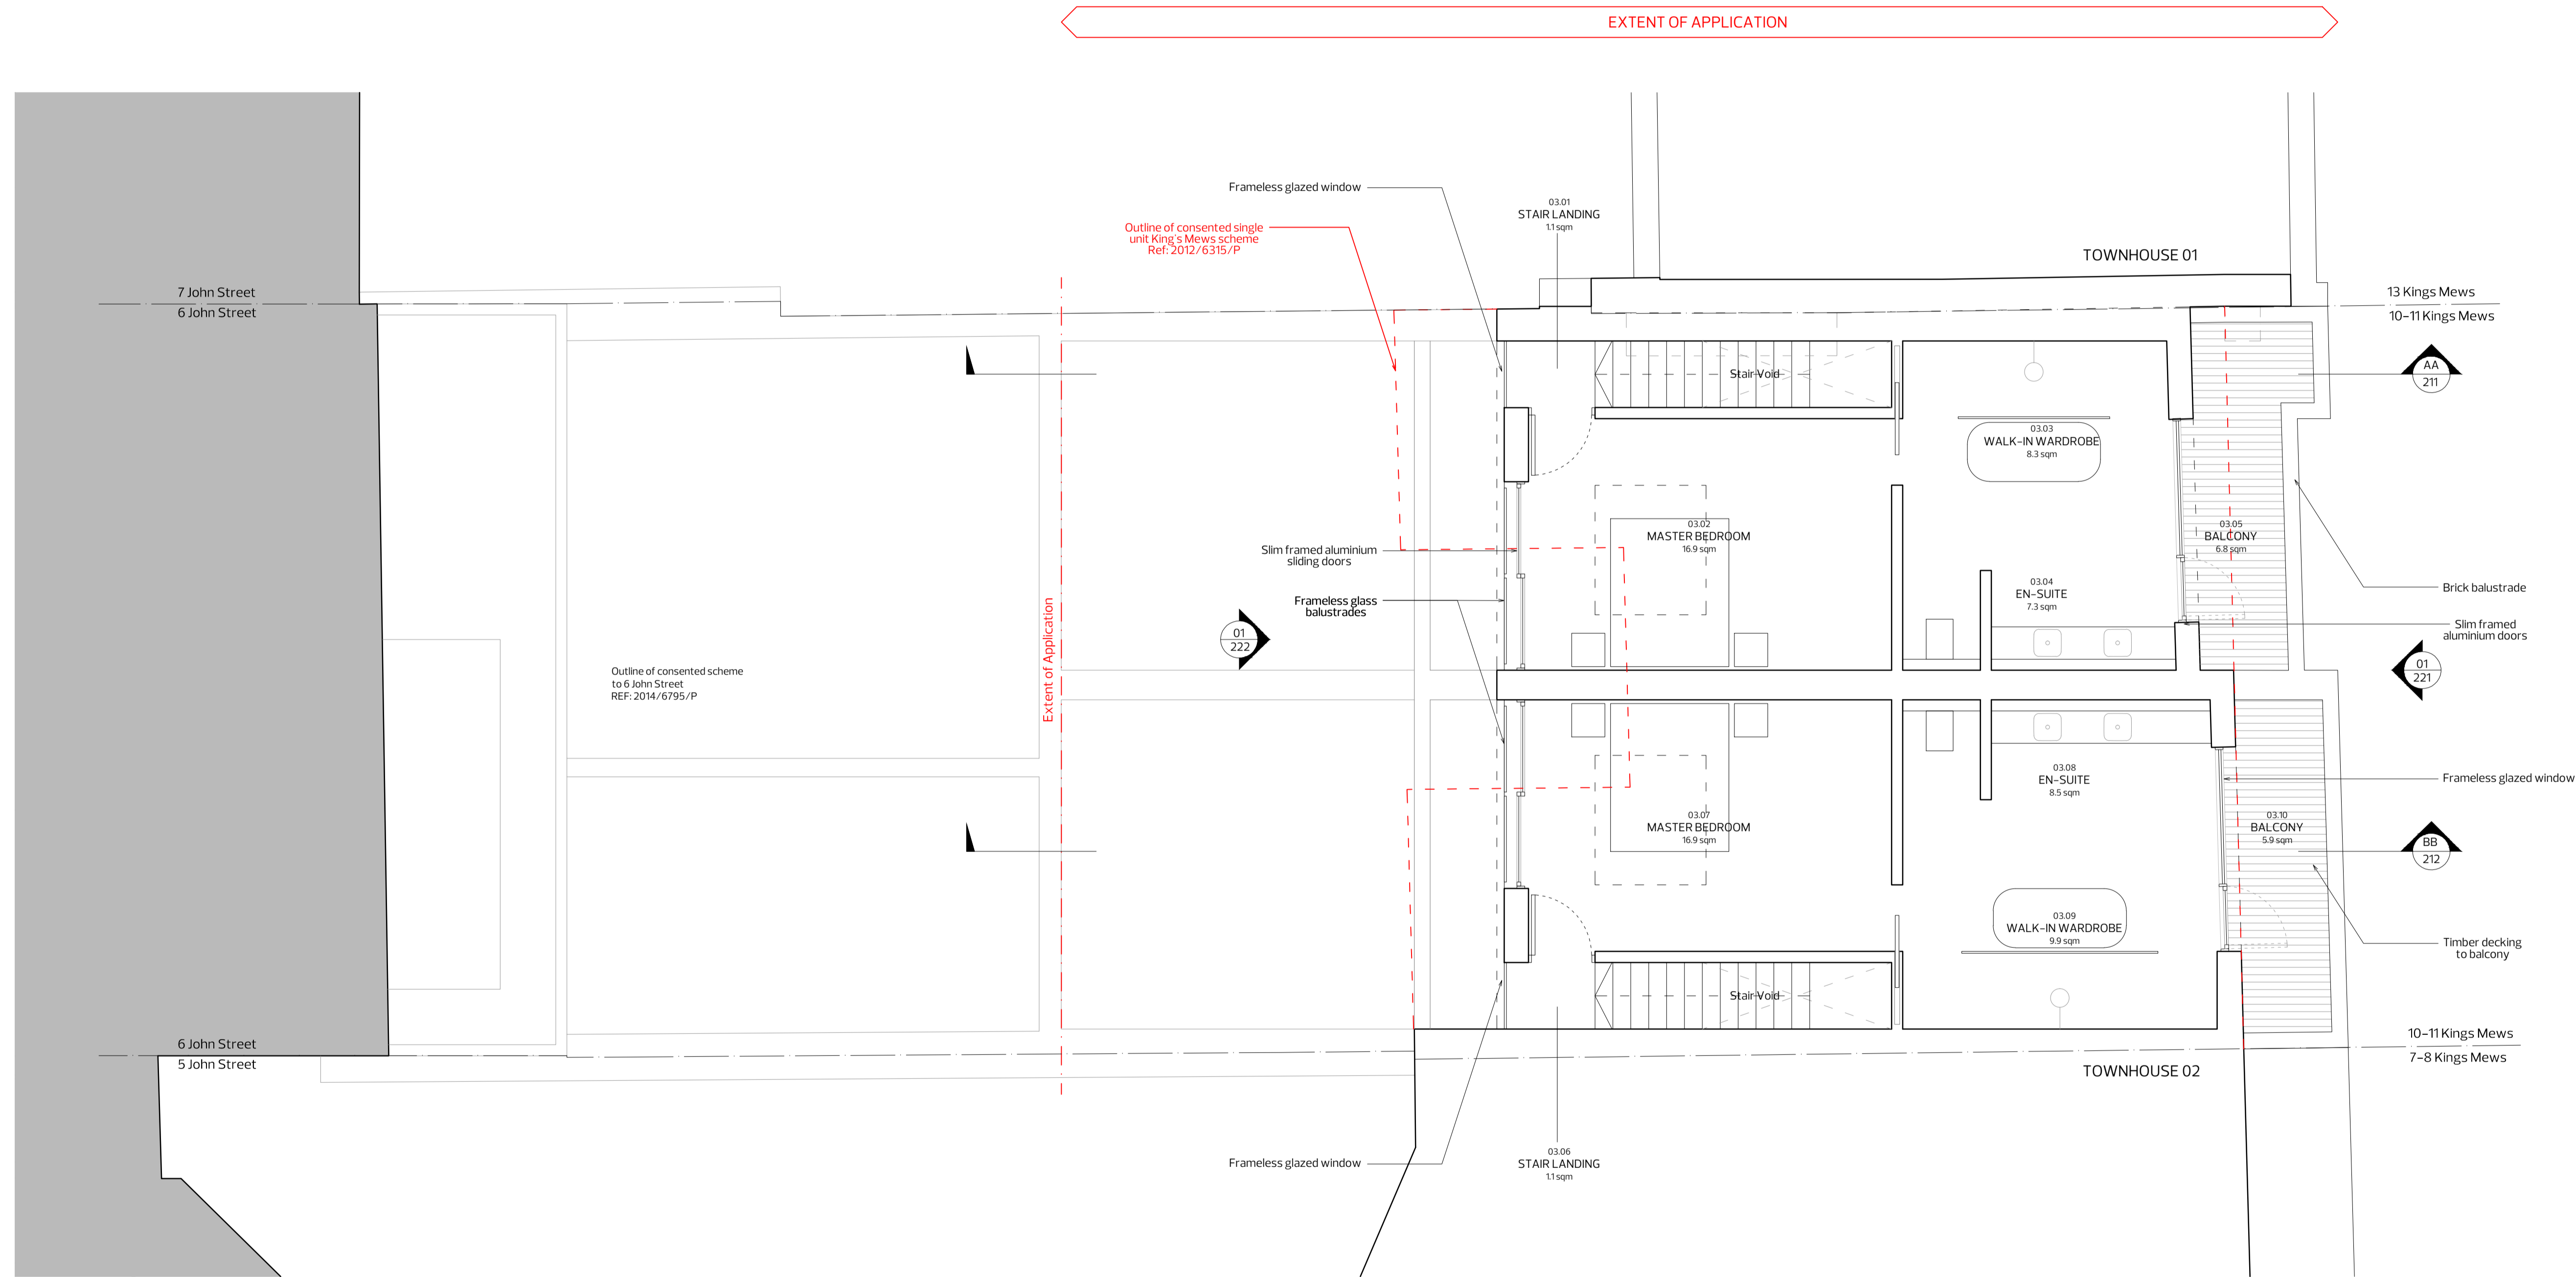 EXTENT OF APPLICATION
Frameless glazed window
03.01
STAIR LANDING
1.1 sqm
Outline of consented single
unit King's Mews scheme
Ref: 2012/6315/P
TOWNHOUSE 01
7 John Street
6 John Street
13 Kings Mews
10-11 Kings Mews
Stair Void
AA
211
03.03
WALK-IN WARDROBE
8.3 sqm
03.02
MASTER BEDROOM
16.9 sqm
03.05
BALCONY
6.8 sqm
Slim framed aluminium
sliding doors
03.04
EN-SUITE
7.3 sqm
Brick balustrade
Frameless glass
balustrades
Slim framed
aluminium doors
01
222
Extent of Application
Outline of consented scheme
to 6 John Street
REF: 2014/6795/P
01
221
03.08
EN-SUITE
8.5 sqm
Frameless glazed window
03.07
MASTER BEDROOM
16.9 sqm
03.10
BALCONY
5.9 sqm
BB
212
03.09
WALK-IN WARDROBE
9.9 sqm
Timber decking
to balcony
Stair Void
6 John Street
5 John Street
10-11 Kings Mews
7-8 Kings Mews
TOWNHOUSE 02
Frameless glazed window
03.06
STAIR LANDING
1.1 sqm